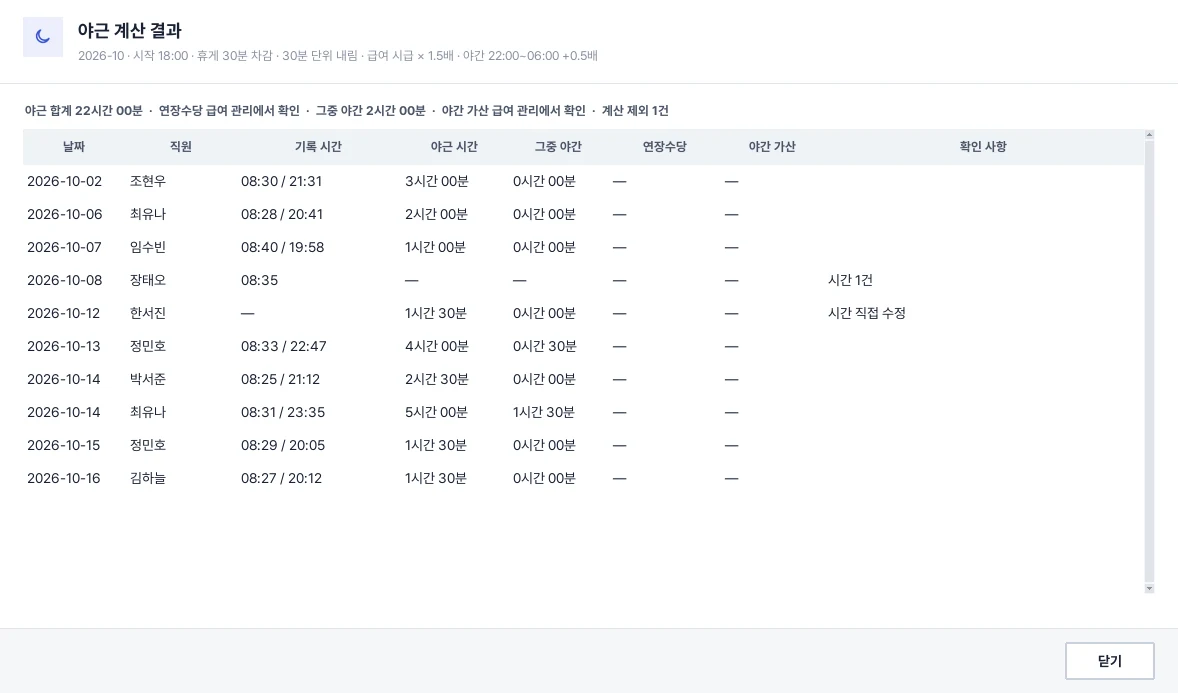 야근 계산 결과
2026-10 · 시작 18:00 · 휴게 30분 차감 · 30분 단위 내림 · 급여 시급 × 1.5배 · 야간 22:00~06:00 +0.5배
야근 합계 22시간 00분 · 연장수당 급여 관리에서 확인 · 그중 야간 2시간 00분 · 야간 가산 급여 관리에서 확인 · 계산 제외 1건
날짜 직원 기록 시간 야근 시간 그중 야간 연장수당 야간 가산 확인 사항
2026-10-02 조현우 08:30 / 21:31 3시간 00분 0시간 00분 — —
2026-10-06 최유나 08:28 / 20:41 2시간 00분 0시간 00분 — —
2026-10-07 임수빈 08:40 / 19:58 1시간 00분 0시간 00분 — —
2026-10-08 장태오 08:35 — — — — 시간 1건
2026-10-12 한서진 — 1시간 30분 0시간 00분 — — 시간 직접 수정
2026-10-13 정민호 08:33 / 22:47 4시간 00분 0시간 30분 — —
2026-10-14 박서준 08:25 / 21:12 2시간 30분 0시간 00분 — —
2026-10-14 최유나 08:31 / 23:35 5시간 00분 1시간 30분 — —
2026-10-15 정민호 08:29 / 20:05 1시간 30분 0시간 00분 — —
2026-10-16 김하늘 08:27 / 20:12 1시간 30분 0시간 00분 — —
닫기